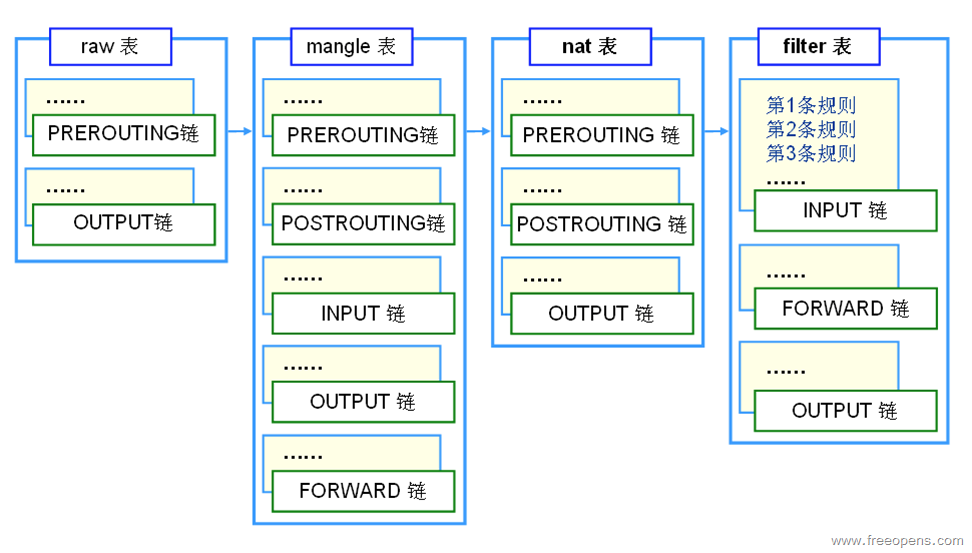 raw 表
……
PREROUTING链
……
OUTPUT链
mangle 表
……
PREROUTING链
……
POSTROUTING链
……
INPUT 链
……
OUTPUT 链
……
FORWARD 链
nat 表
……
PREROUTING 链
……
POSTROUTING 链
……
OUTPUT 链
filter 表
第1条规则
第2条规则
第3条规则
……
INPUT 链
……
FORWARD 链
……
OUTPUT 链
www.freeopens.com